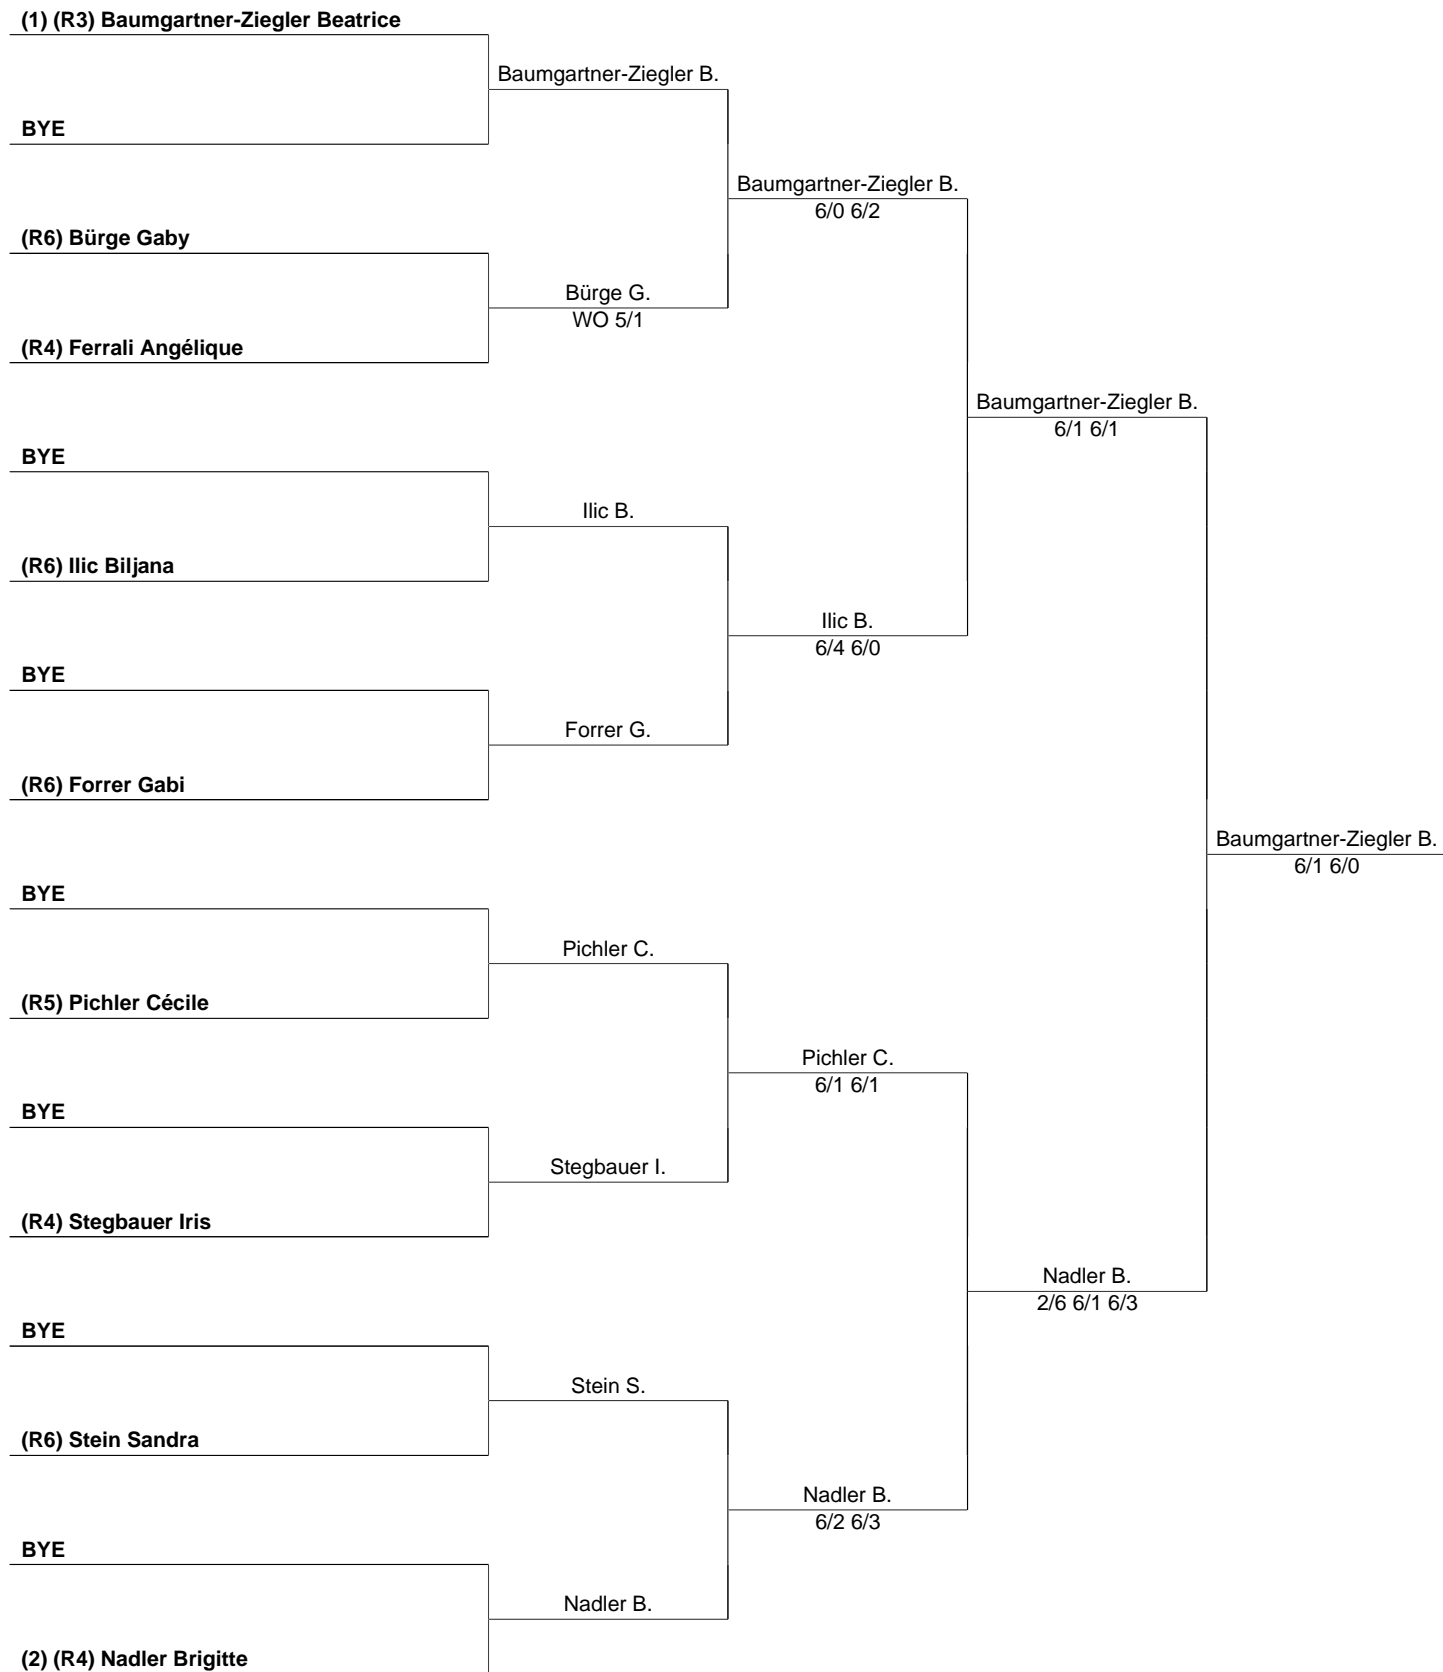 (1) (R3) Baumgartner-Ziegler Beatrice
Baumgartner-Ziegler B.
BYE
Baumgartner-Ziegler B.
6/0 6/2
(R6) Bürge Gaby
Bürge G.
WO 5/1
(R4) Ferrali Angélique
Baumgartner-Ziegler B.
6/1 6/1
BYE
Ilic B.
(R6) Ilic Biljana
Ilic B.
6/4 6/0
BYE
Forrer G.
(R6) Forrer Gabi
Baumgartner-Ziegler B.
6/1 6/0
BYE
Pichler C.
(R5) Pichler Cécile
Pichler C.
6/1 6/1
BYE
Stegbauer I.
(R4) Stegbauer Iris
Nadler B.
2/6 6/1 6/3
BYE
Stein S.
(R6) Stein Sandra
Nadler B.
6/2 6/3
BYE
Nadler B.
(2) (R4) Nadler Brigitte